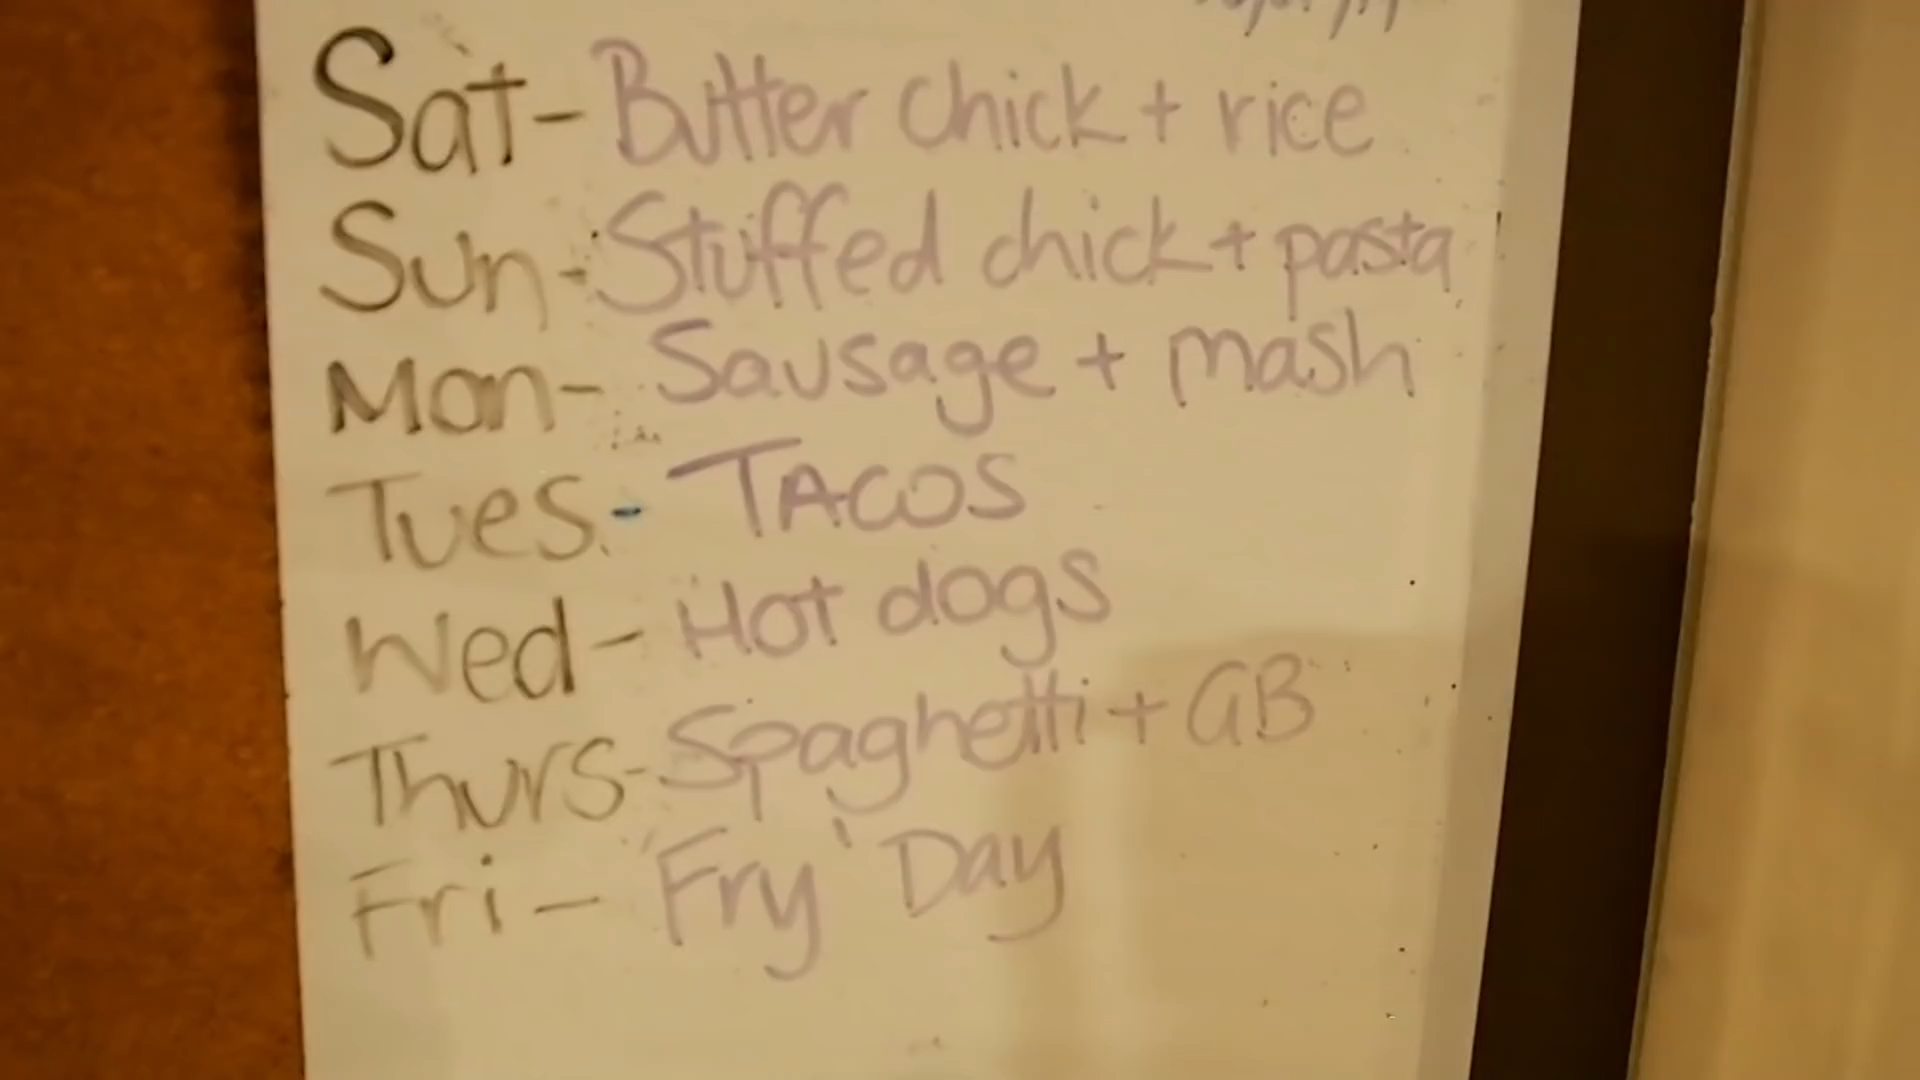 Sat- Butter chick + rice
Sun- Stuffed chick + pasta
Mon- Sausage + mash
Tues- TACOS
Wed- Hot dogs
Thurs- Spaghetti + GB
Fri- 'Fry' Day